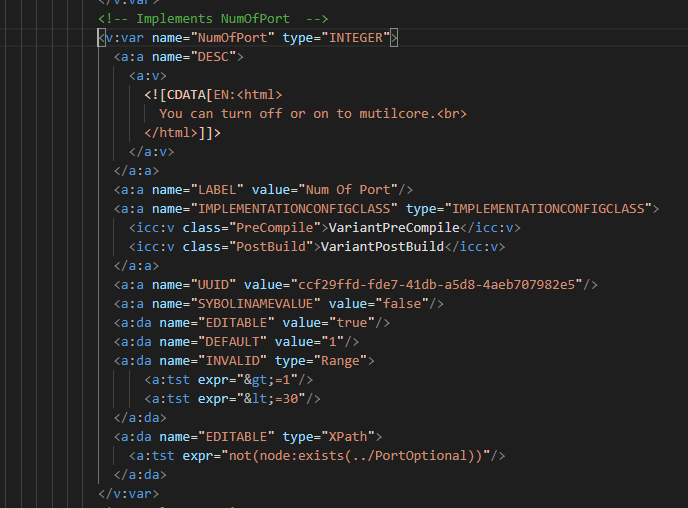 </v:var>
<!-- Implements NumOfPort  -->
<v:var name="NumOfPort" type="INTEGER">
<a:a name="DESC">
<a:v>
<![CDATA[EN:<html>
You can turn off or on to mutilcore.<br>
</html>]]>
</a:v>
</a:a>
<a:a name="LABEL" value="Num Of Port"/>
<a:a name="IMPLEMENTATIONCONFIGCLASS" type="IMPLEMENTATIONCONFIGCLASS">
<icc:v class="PreCompile">VariantPreCompile</icc:v>
<icc:v class="PostBuild">VariantPostBuild</icc:v>
</a:a>
<a:a name="UUID" value="ccf29ffd-fde7-41db-a5d8-4aeb707982e5"/>
<a:a name="SYBOLINAMEVALUE" value="false"/>
<a:da name="EDITABLE" value="true"/>
<a:da name="DEFAULT" value="1"/>
<a:da name="INVALID" type="Range">
<a:tst expr="&gt;=1"/>
<a:tst expr="&lt;=30"/>
</a:da>
<a:da name="EDITABLE" type="XPath">
<a:tst expr="not(node:exists(../PortOptional))"/>
</a:da>
</v:var>